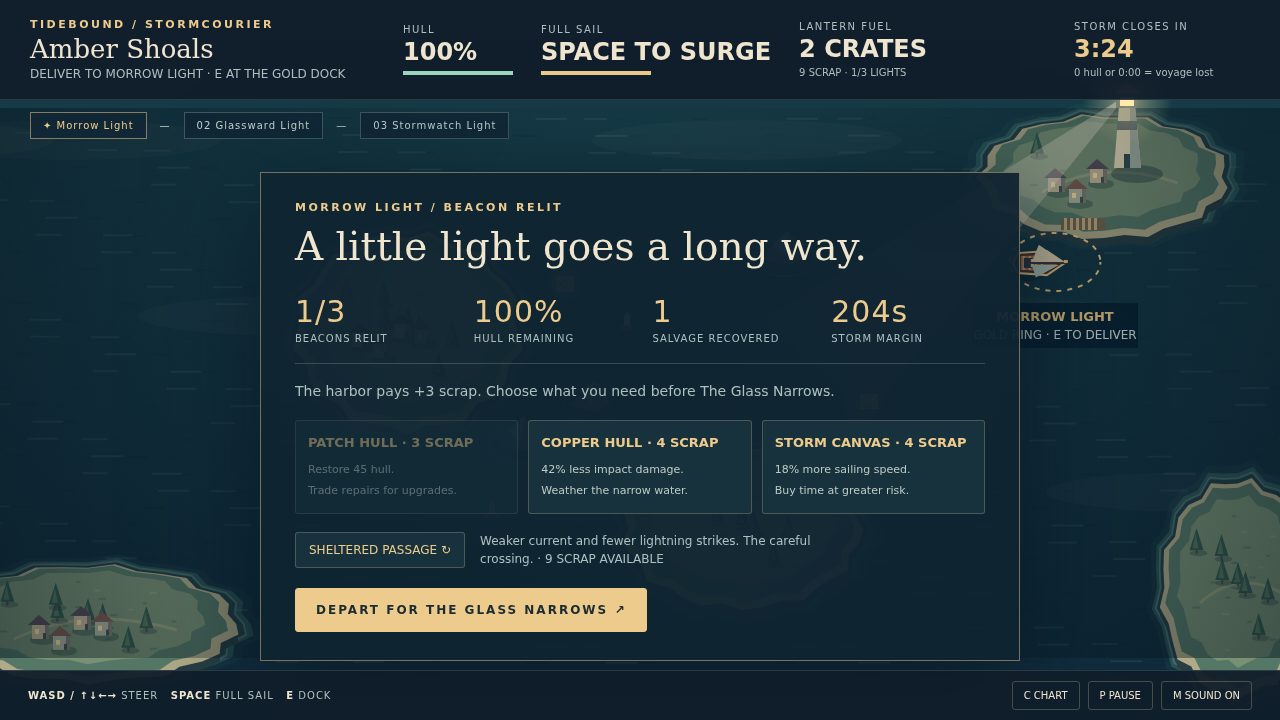 TIDEBOUND / STORMCOURIER
Amber Shoals
DELIVER TO MORROW LIGHT · E AT THE GOLD DOCK
HULL
100%
FULL SAIL
SPACE TO SURGE
LANTERN FUEL
2 CRATES
9 SCRAP · 1/3 LIGHTS
STORM CLOSES IN
3:24
0 hull or 0:00 = voyage lost
✦ Morrow Light — 02 Glassward Light — 03 Stormwatch Light
MORROW LIGHT / BEACON RELIT
A little light goes a long way.
1/3
BEACONS RELIT
100%
HULL REMAINING
1
SALVAGE RECOVERED
204s
STORM MARGIN
MORROW LIGHT
GOLD RING · E TO DELIVER
The harbor pays +3 scrap. Choose what you need before The Glass Narrows.
PATCH HULL · 3 SCRAP
Restore 45 hull.
Trade repairs for upgrades.
COPPER HULL · 4 SCRAP
42% less impact damage.
Weather the narrow water.
STORM CANVAS · 4 SCRAP
18% more sailing speed.
Buy time at greater risk.
SHELTERED PASSAGE ↻
Weaker current and fewer lightning strikes. The careful
crossing. · 9 SCRAP AVAILABLE
DEPART FOR THE GLASS NARROWS ↗
WASD / ↑↓←→ STEER SPACE FULL SAIL E DOCK
C CHART
P PAUSE
M SOUND ON